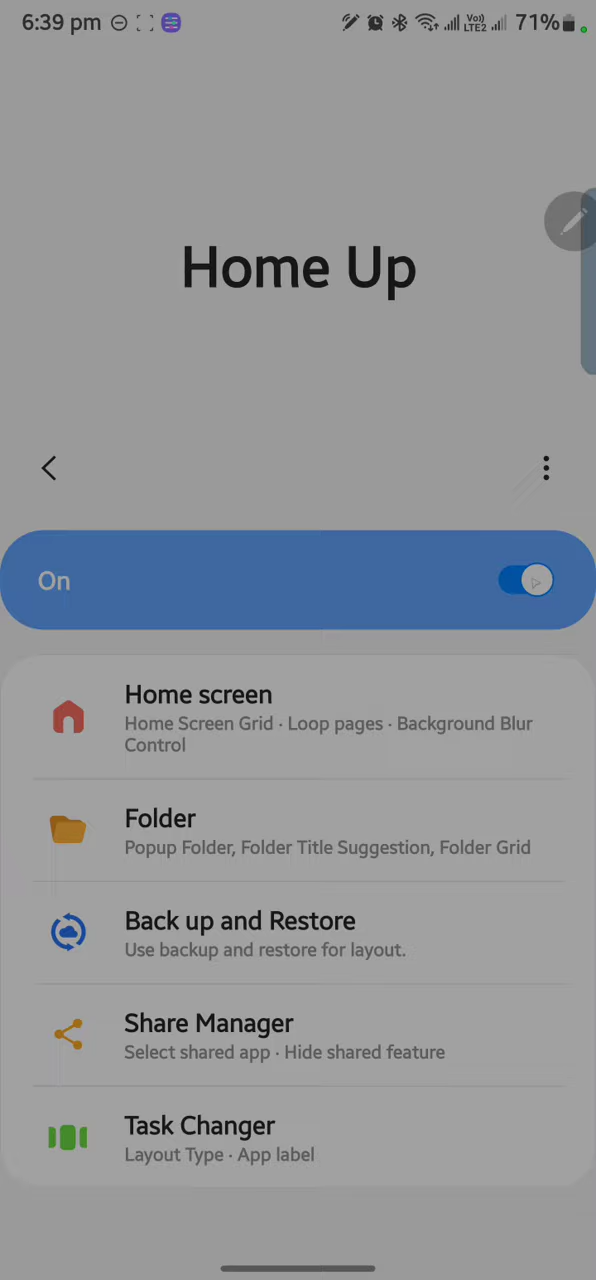 6:39 pm
Vo))
LTE2
71%
Home Up
On
Home screen
Home Screen Grid · Loop pages · Background Blur
Control
Folder
Popup Folder, Folder Title Suggestion, Folder Grid
Back up and Restore
Use backup and restore for layout.
Share Manager
Select shared app · Hide shared feature
Task Changer
Layout Type · App label